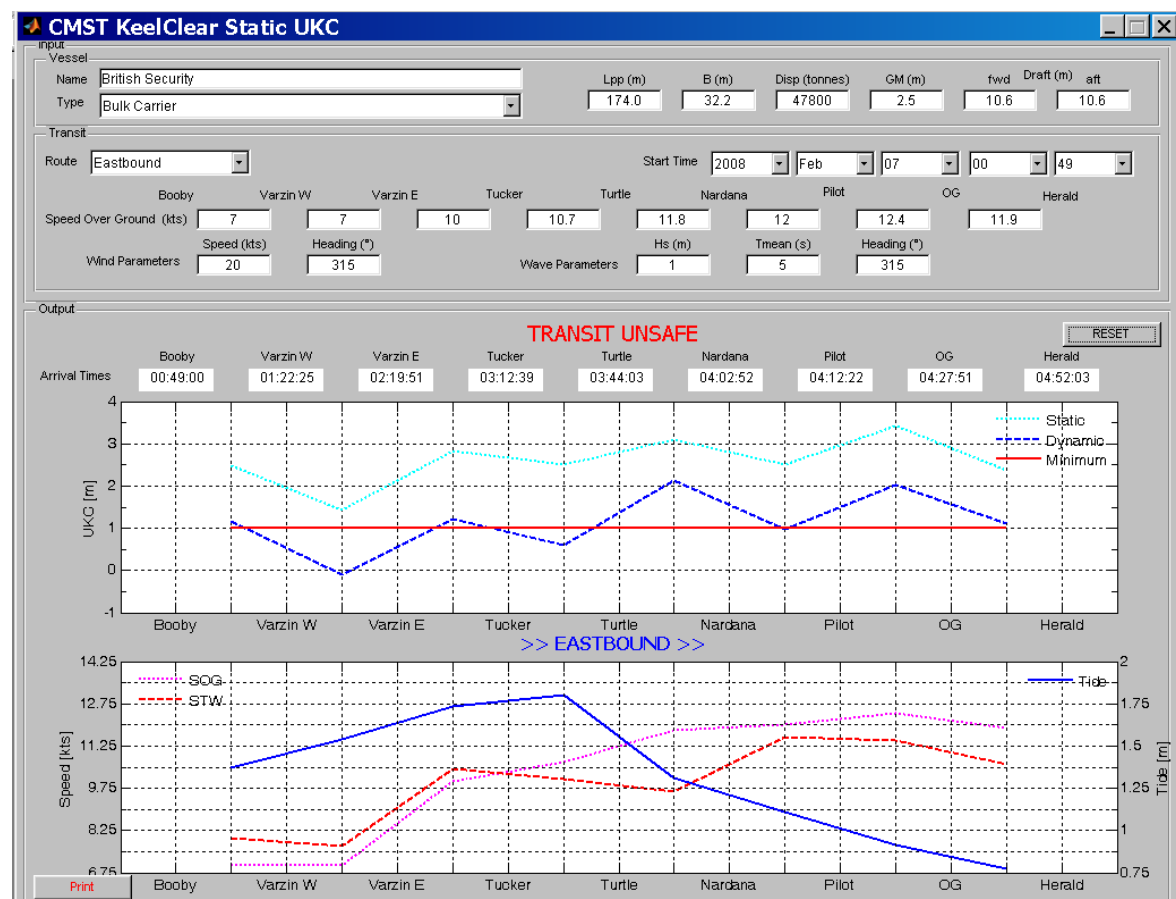 CMST KeelClear Static UKC
Input
Vessel
Name British Security
Type Bulk Carrier
Lpp (m) B (m) Disp (tonnes) GM (m) fwd Draft (m) aft
174.0 32.2 47800 2.5 10.6 10.6
Transit
Route Eastbound
Start Time 2008 Feb 07 00 49
Booby Varzin W Varzin E Tucker Turtle Nardana Pilot OG Herald
Speed Over Ground (kts) 7 7 10 10.7 11.8 12 12.4 11.9
Speed (kts) Heading (°) Hs (m) Tmean (s) Heading (°)
Wind Parameters 20 315 Wave Parameters 1 5 315
Output
TRANSIT UNSAFE
RESET
Booby Varzin W Varzin E Tucker Turtle Nardana Pilot OG Herald
Arrival Times 00:49:00 01:22:25 02:19:51 03:12:39 03:44:03 04:02:52 04:12:22 04:27:51 04:52:03
UKC [m]
4
3
2
1
0
-1
Static
Dynamic
Minimum
Booby Varzin W Varzin E Tucker Turtle Nardana Pilot OG Herald
>> EASTBOUND >>
Speed [kts]
14.25
12.75
11.25
9.75
8.25
6.75
SOG
STW
Tide
2
1.75
1.5
1.25
1
0.75
Tide [m]
Print
Booby Varzin W Varzin E Tucker Turtle Nardana Pilot OG Herald